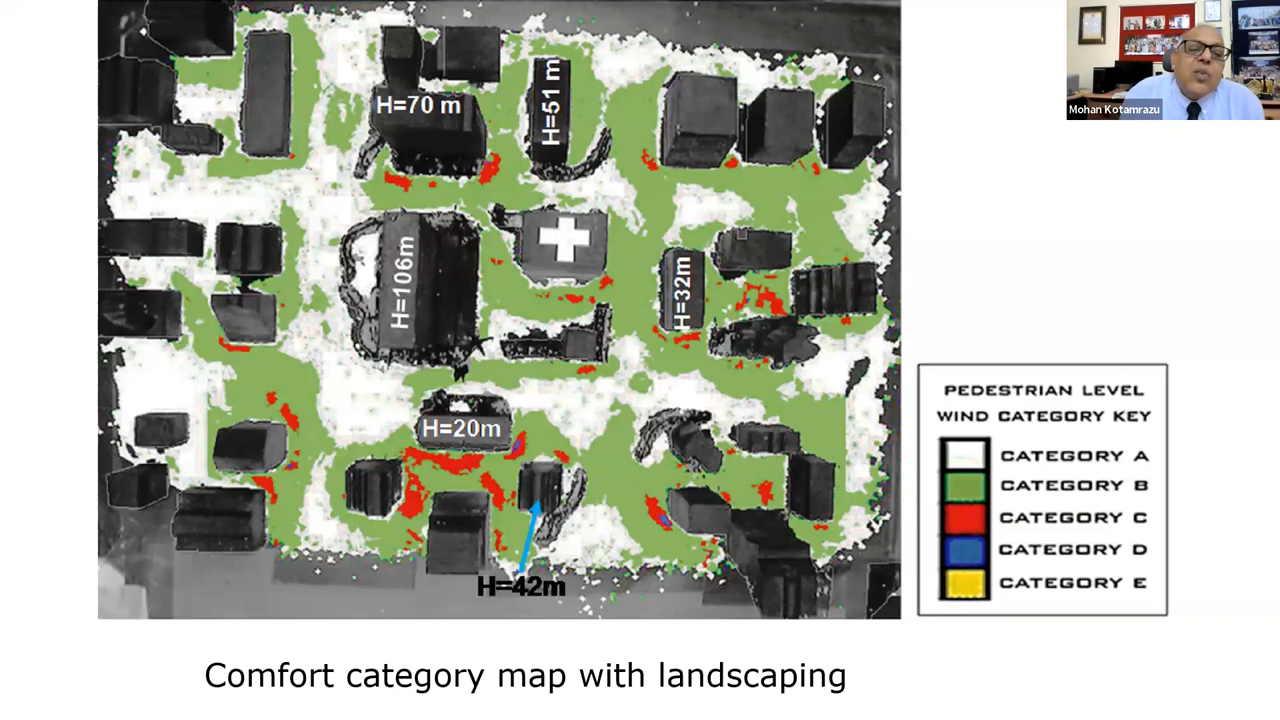 Mohan Kotamrazu
H=70 m
H=51 m
H=106m
H=32m
H=20m
H=42m
PEDESTRIAN LEVEL
WIND CATEGORY KEY
CATEGORY A
CATEGORY B
CATEGORY C
CATEGORY D
CATEGORY E
Comfort category map with landscaping